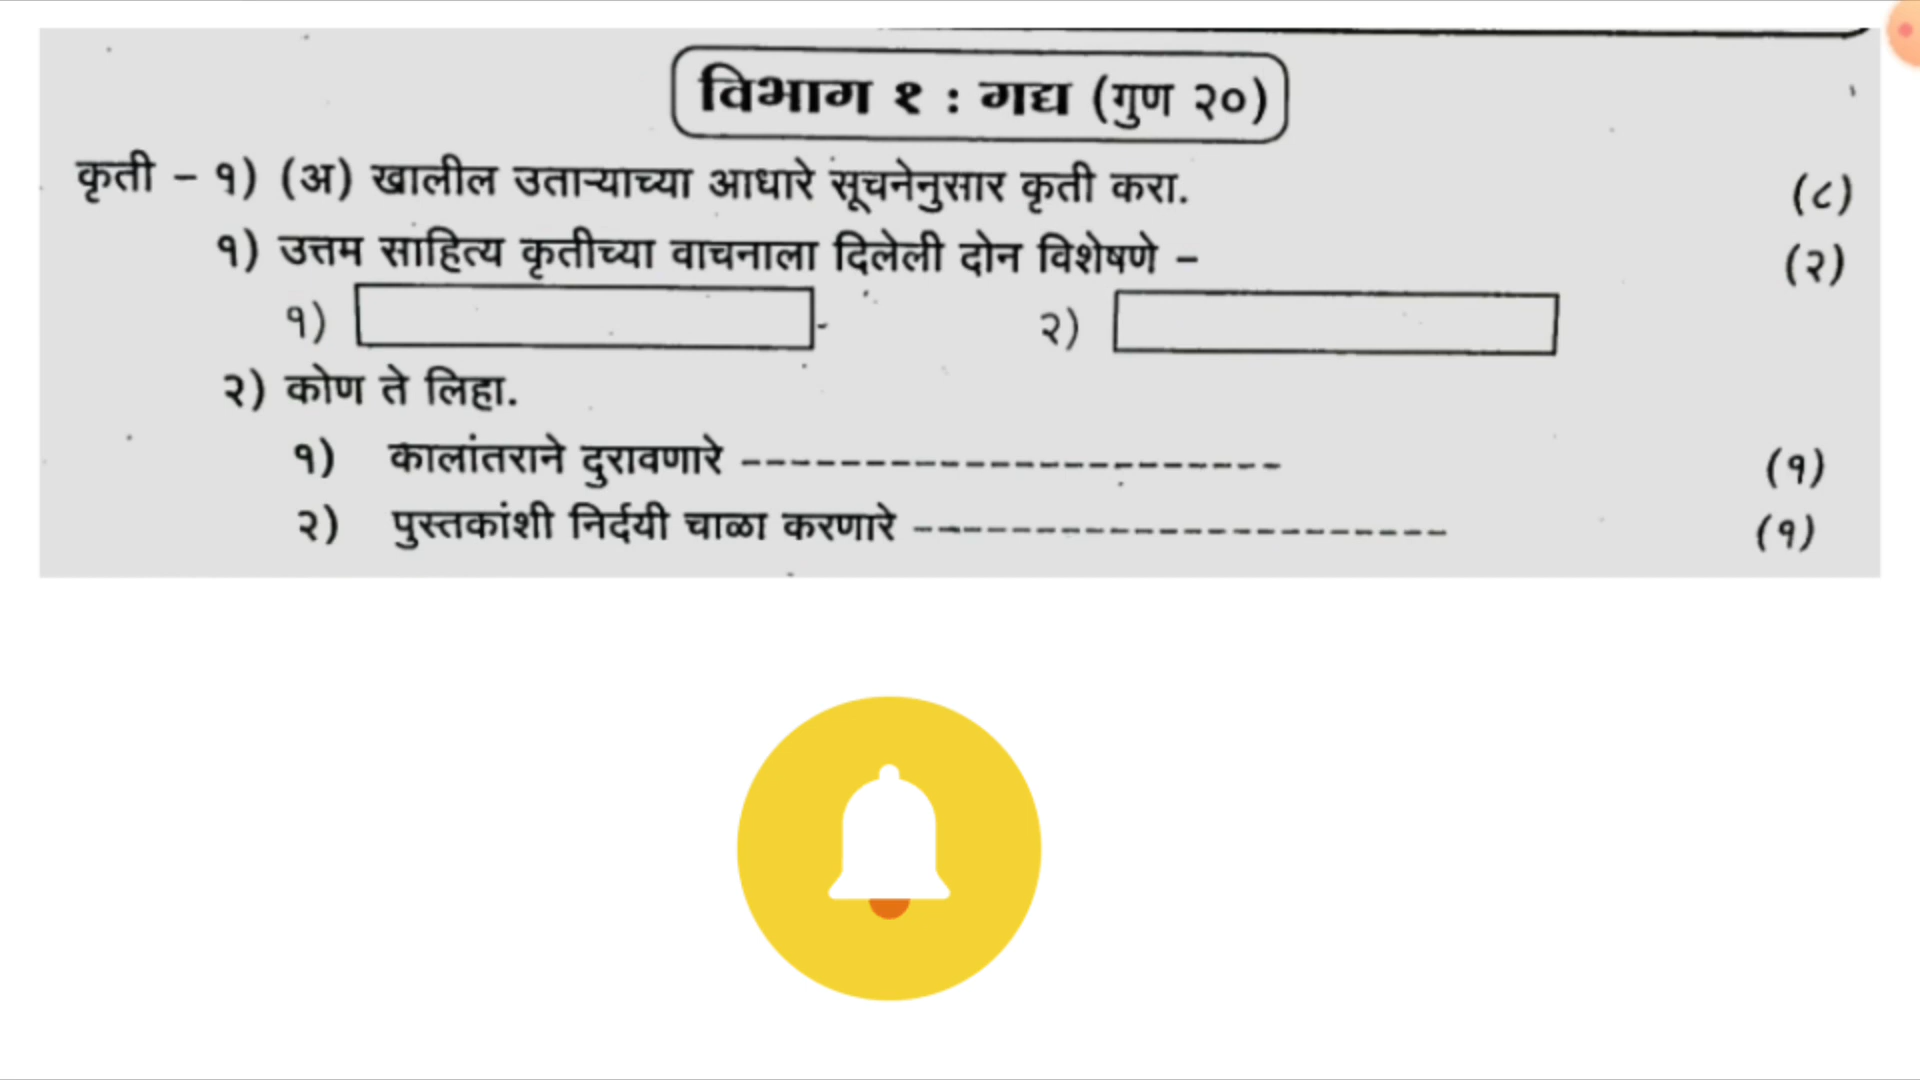 विभाग १ : गद्य (गुण २०)
कृती – १) (अ) खालील उताऱ्याच्या आधारे सूचनेनुसार कृती करा. (८)
१) उत्तम साहित्य कृतीच्या वाचनाला दिलेली दोन विशेषणे – (२)
१) २)
२) कोण ते लिहा.
१) कालांतराने दुरावणारे ---------------------- (१)
२) पुस्तकांशी निर्दयी चाळा करणारे ---------------------- (१)